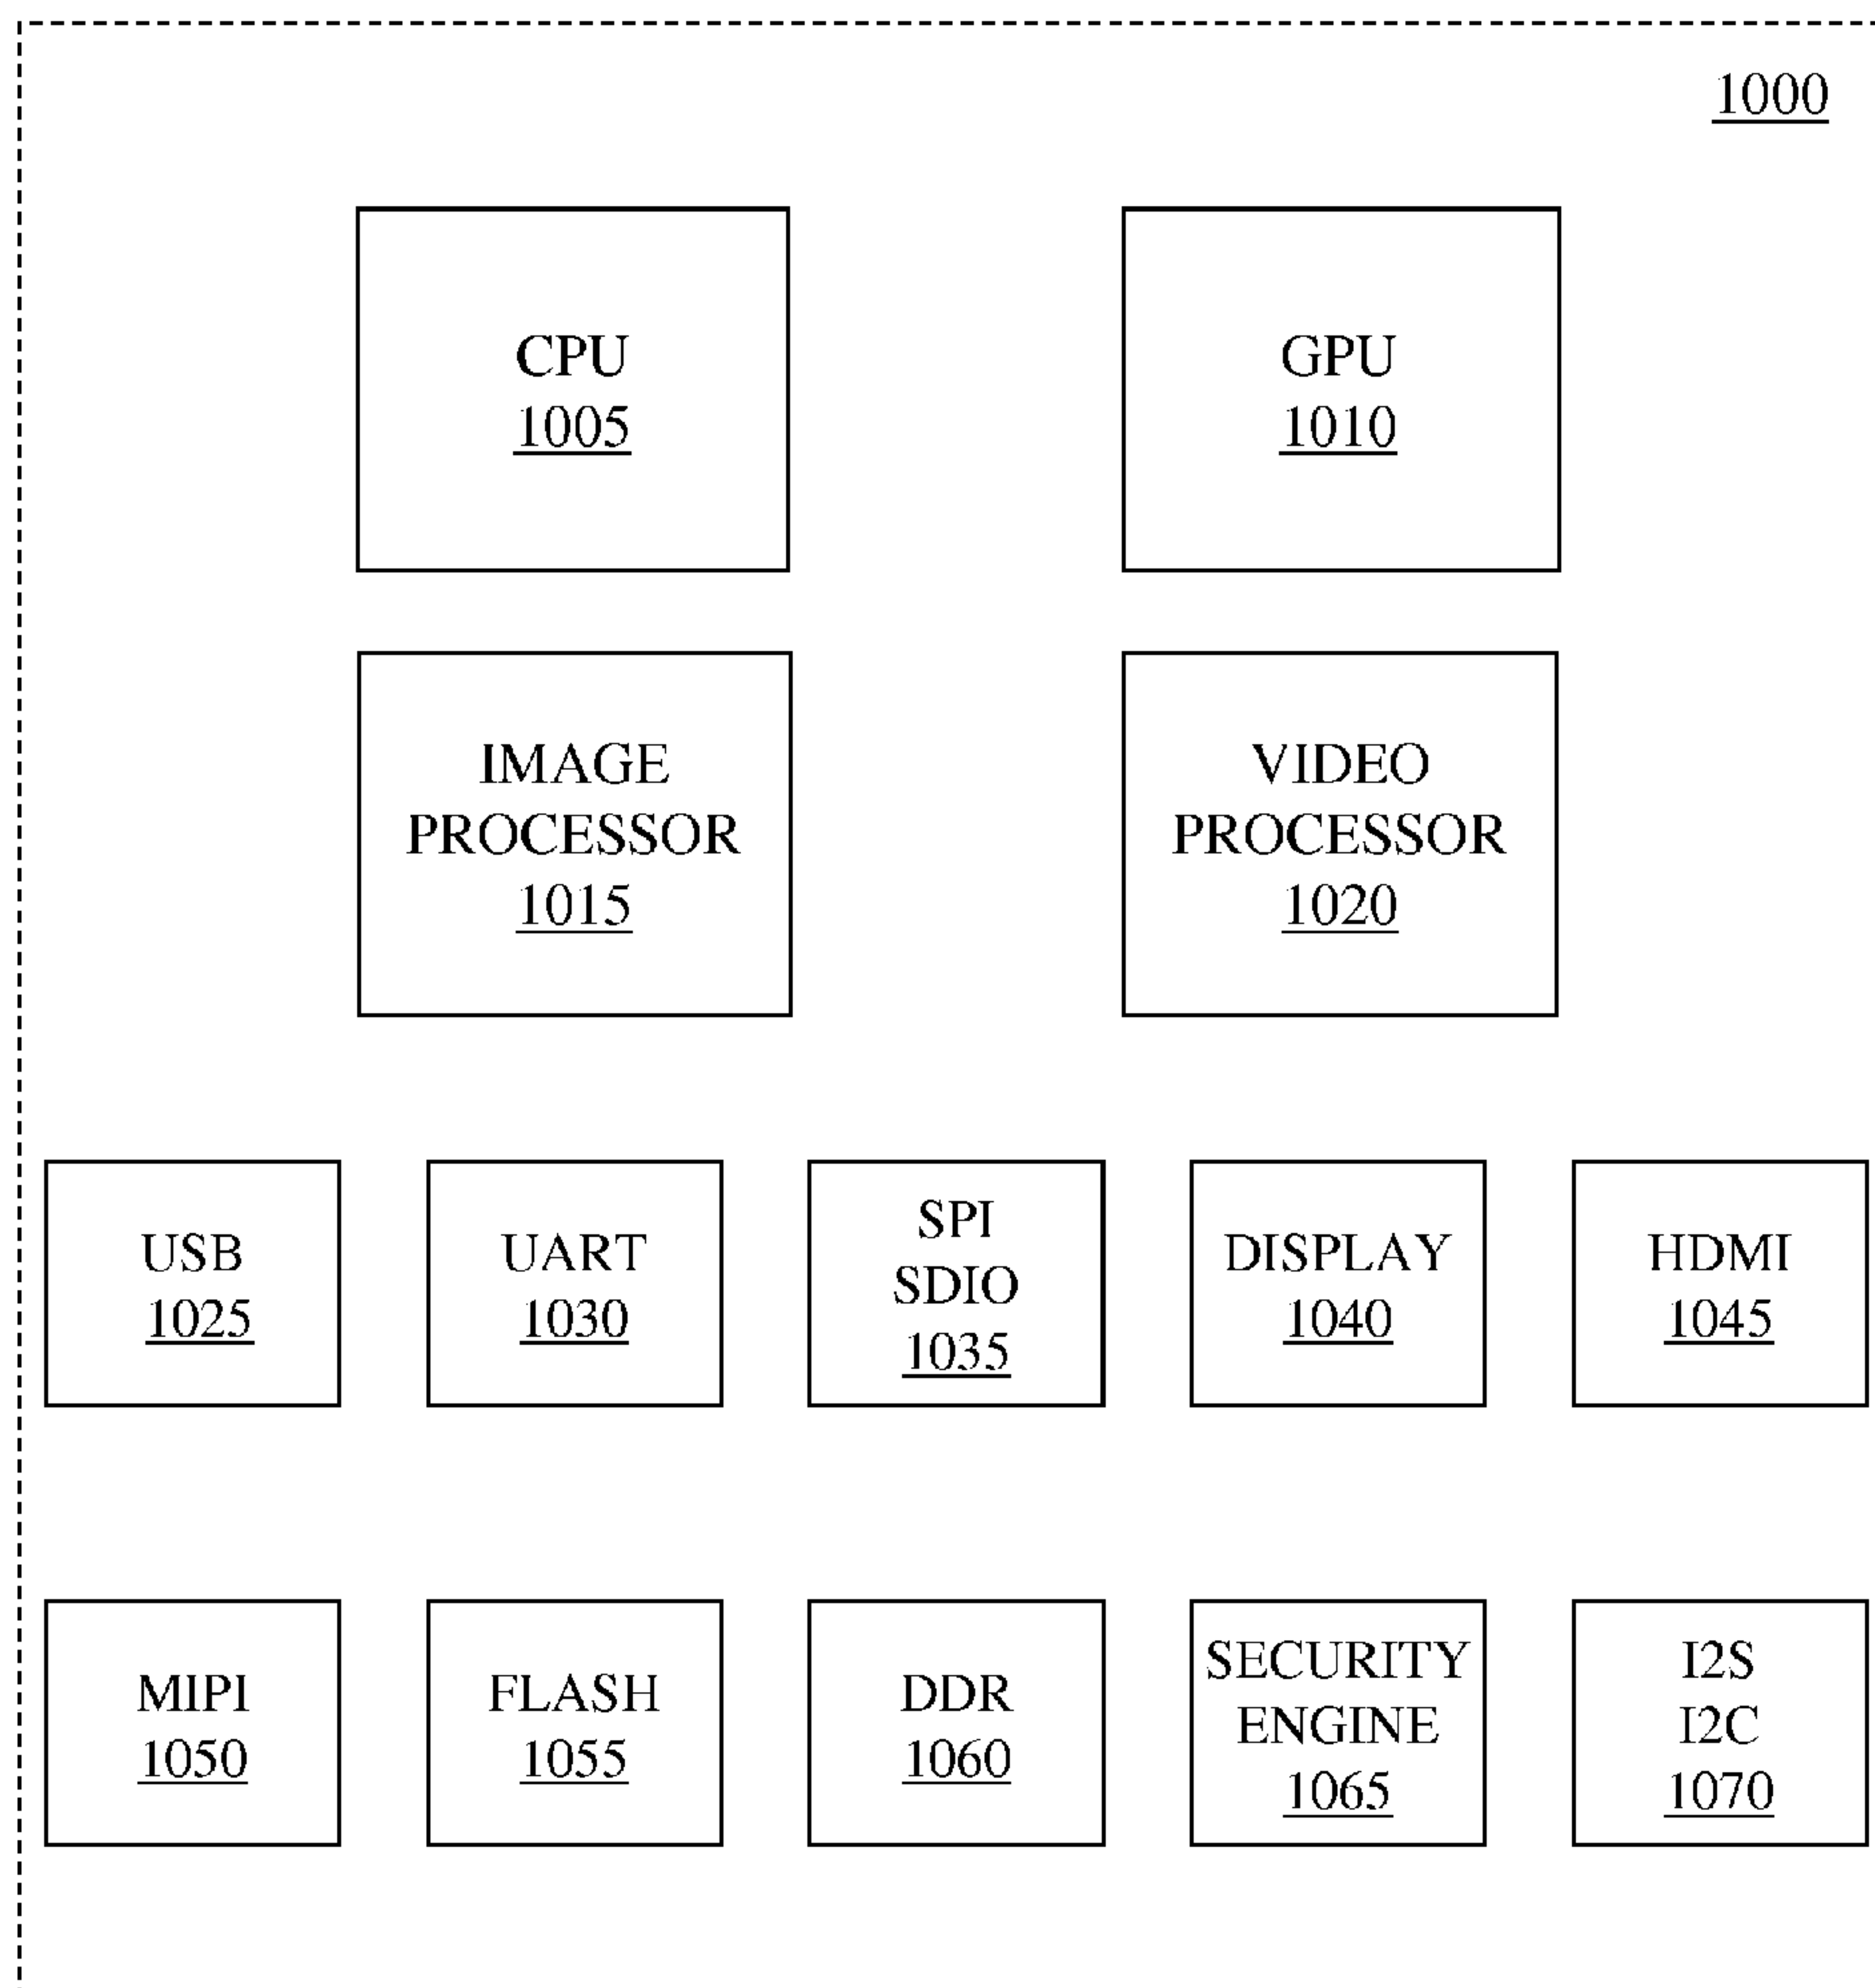 1000
CPU
1005
GPU
1010
IMAGE
PROCESSOR
1015
VIDEO
PROCESSOR
1020
USB
1025
UART
1030
SPI
SDIO
1035
DISPLAY
1040
HDMI
1045
MIPI
1050
FLASH
1055
DDR
1060
SECURITY
ENGINE
1065
I2S
I2C
1070